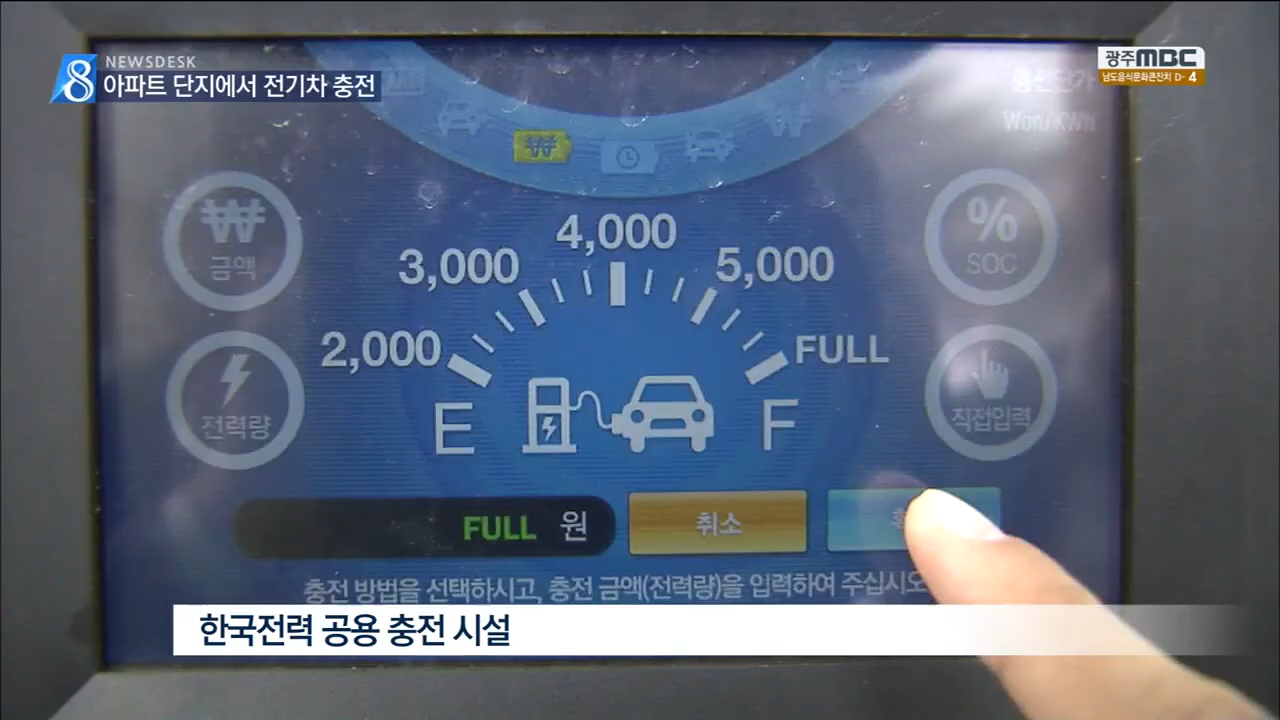 NEWSDESK
8 아파트 단지에서 전기차 충전
광주MBC
남도음식문화큰잔치 D-4
충전단가
Won/kWh
₩
₩
₩ 금액
% SOC
4,000
3,000
5,000
2,000
FULL
전력량
직접입력
E
F
FULL 원
취소
충전 방법을 선택하시고, 충전 금액(전력량)을 입력하여 주십시오
한국전력 공용 충전 시설